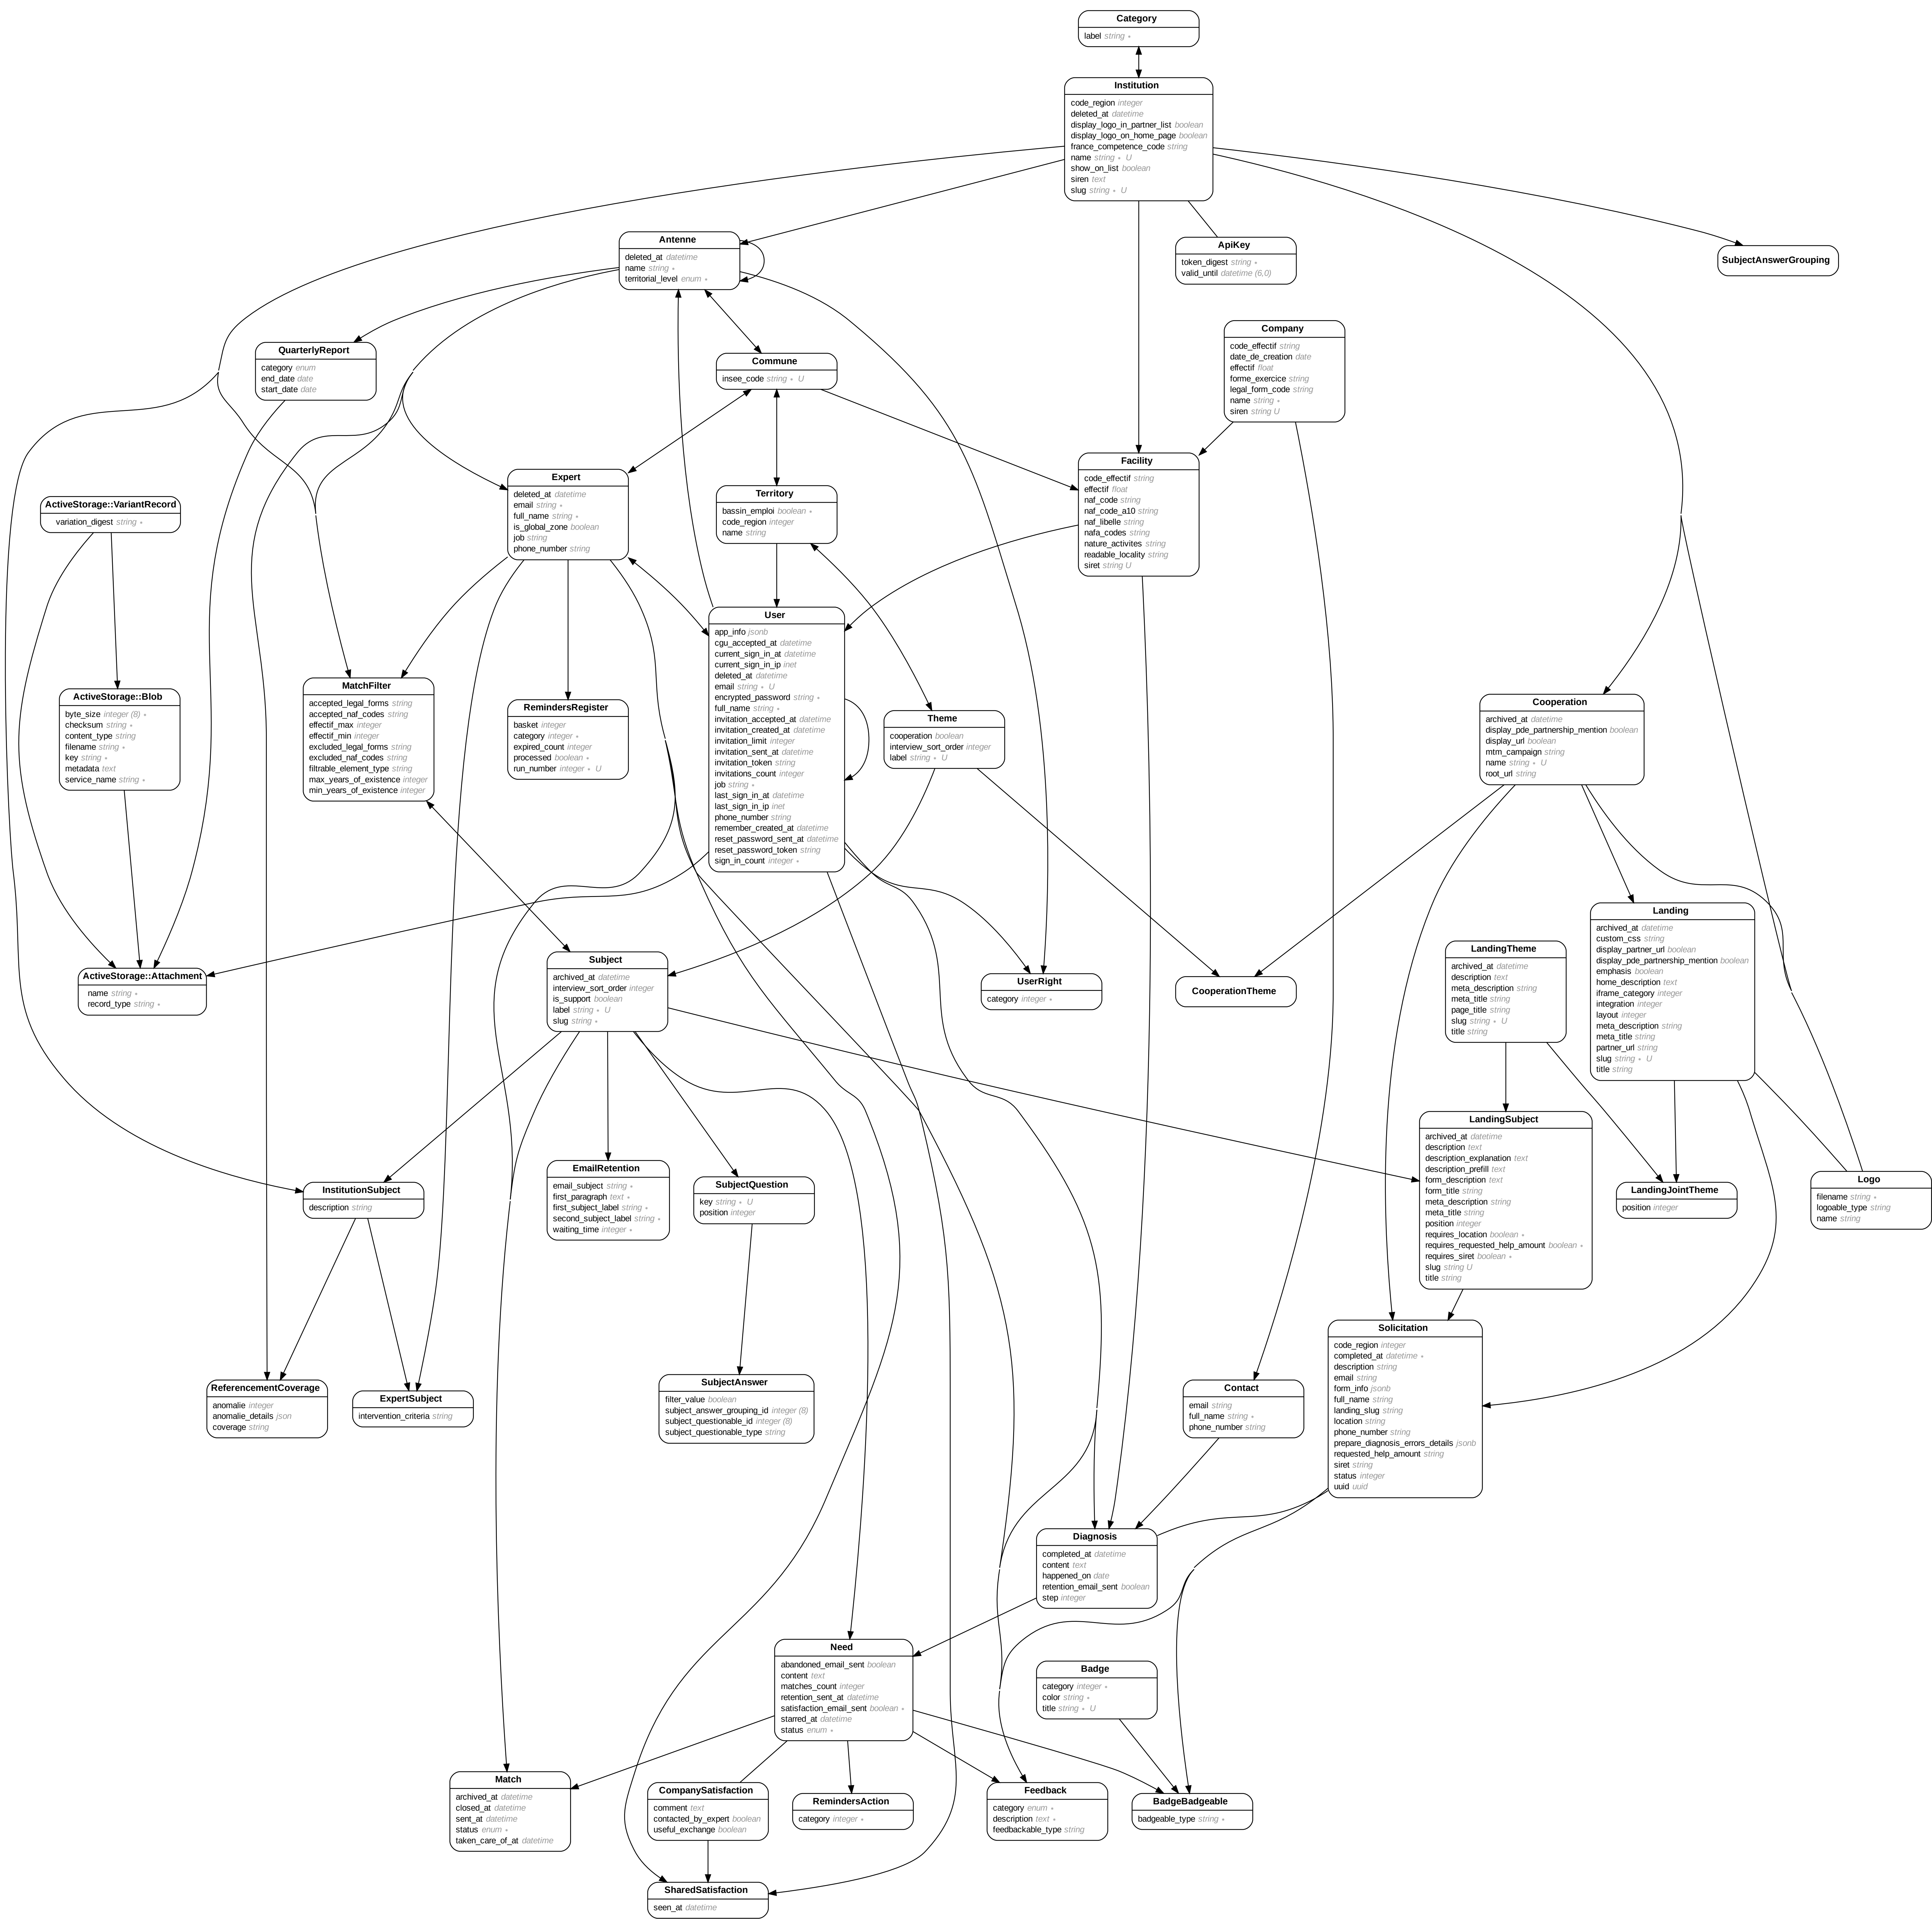 Category
label string ∗
Institution
code_region integer
deleted_at datetime
display_logo_in_partner_list boolean
display_logo_on_home_page boolean
france_competence_code string
name string ∗ U
show_on_list boolean
siren text
slug string ∗ U
Antenne
deleted_at datetime
name string ∗
territorial_level enum ∗
ApiKey
token_digest string ∗
valid_until datetime (6,0)
SubjectAnswerGrouping
QuarterlyReport
category enum
end_date date
start_date date
Commune
insee_code string ∗ U
Company
code_effectif string
date_de_creation date
effectif float
forme_exercice string
legal_form_code string
name string ∗
siren string U
Facility
code_effectif string
effectif float
naf_code string
naf_code_a10 string
naf_libelle string
nafa_codes string
nature_activites string
readable_locality string
siret string U
Expert
deleted_at datetime
email string ∗
full_name string ∗
is_global_zone boolean
job string
phone_number string
Territory
bassin_emploi boolean ∗
code_region integer
name string
ActiveStorage::VariantRecord
variation_digest string ∗
User
app_info jsonb
cgu_accepted_at datetime
current_sign_in_at datetime
current_sign_in_ip inet
deleted_at datetime
email string ∗ U
encrypted_password string ∗
full_name string ∗
invitation_accepted_at datetime
invitation_created_at datetime
invitation_limit integer
invitation_sent_at datetime
invitation_token string
invitations_count integer
job string ∗
last_sign_in_at datetime
last_sign_in_ip inet
phone_number string
remember_created_at datetime
reset_password_sent_at datetime
reset_password_token string
sign_in_count integer ∗
MatchFilter
accepted_legal_forms string
accepted_naf_codes string
effectif_max integer
effectif_min integer
excluded_legal_forms string
excluded_naf_codes string
filtrable_element_type string
max_years_of_existence integer
min_years_of_existence integer
ActiveStorage::Blob
byte_size integer (8) ∗
checksum string ∗
content_type string
filename string ∗
key string ∗
metadata text
service_name string ∗
RemindersRegister
basket integer
category integer ∗
expired_count integer
processed boolean ∗
run_number integer ∗ U
Theme
cooperation boolean
interview_sort_order integer
label string ∗ U
Cooperation
archived_at datetime
display_pde_partnership_mention boolean
display_url boolean
mtm_campaign string
name string ∗ U
root_url string
Landing
archived_at datetime
custom_css string
display_partner_url boolean
display_pde_partnership_mention boolean
emphasis boolean
home_description text
iframe_category integer
integration integer
layout integer
meta_description string
meta_title string
partner_url string
slug string ∗ U
title string
LandingTheme
archived_at datetime
description text
meta_description string
meta_title string
page_title string
slug string ∗ U
title string
ActiveStorage::Attachment
name string ∗
record_type string ∗
Subject
archived_at datetime
interview_sort_order integer
is_support boolean
label string ∗ U
slug string ∗
UserRight
category integer ∗
CooperationTheme
LandingSubject
archived_at datetime
description text
description_explanation text
description_prefill text
form_description text
form_title string
meta_description string
meta_title string
position integer
requires_location boolean ∗
requires_requested_help_amount boolean ∗
requires_siret boolean ∗
slug string U
title string
InstitutionSubject
description string
EmailRetention
email_subject string ∗
first_paragraph text ∗
first_subject_label string ∗
second_subject_label string ∗
waiting_time integer ∗
SubjectQuestion
key string ∗ U
position integer
LandingJointTheme
position integer
Logo
filename string ∗
logoable_type string
name string
Solicitation
code_region integer
completed_at datetime ∗
description string
email string
form_info jsonb
full_name string
landing_slug string
location string
phone_number string
prepare_diagnosis_errors_details jsonb
requested_help_amount string
siret string
status integer
uuid uuid
ReferencementCoverage
anomalie integer
anomalie_details json
coverage string
ExpertSubject
intervention_criteria string
SubjectAnswer
filter_value boolean
subject_answer_grouping_id integer (8)
subject_questionable_id integer (8)
subject_questionable_type string
Contact
email string
full_name string ∗
phone_number string
Diagnosis
completed_at datetime
content text
happened_on date
retention_email_sent boolean
step integer
Need
abandoned_email_sent boolean
content text
matches_count integer
retention_sent_at datetime
satisfaction_email_sent boolean ∗
starred_at datetime
status enum ∗
Badge
category integer ∗
color string ∗
title string ∗ U
Match
archived_at datetime
closed_at datetime
sent_at datetime
status enum ∗
taken_care_of_at datetime
CompanySatisfaction
comment text
contacted_by_expert boolean
useful_exchange boolean
RemindersAction
category integer ∗
Feedback
category enum ∗
description text ∗
feedbackable_type string
BadgeBadgeable
badgeable_type string ∗
SharedSatisfaction
seen_at datetime